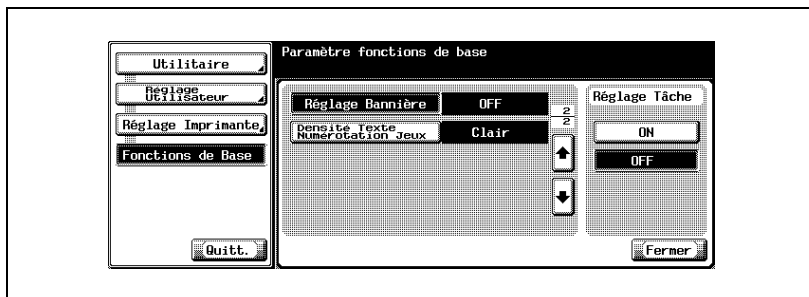 Utilitaire
Réglage
Utilisateur
Réglage Imprimante
Fonctions de Base
Quitt.
Paramètre fonctions de base
Réglage Bannière OFF
Densité Texte
Numérotation Jeux Clair
2
2
Réglage Tâche
ON
OFF
Fermer